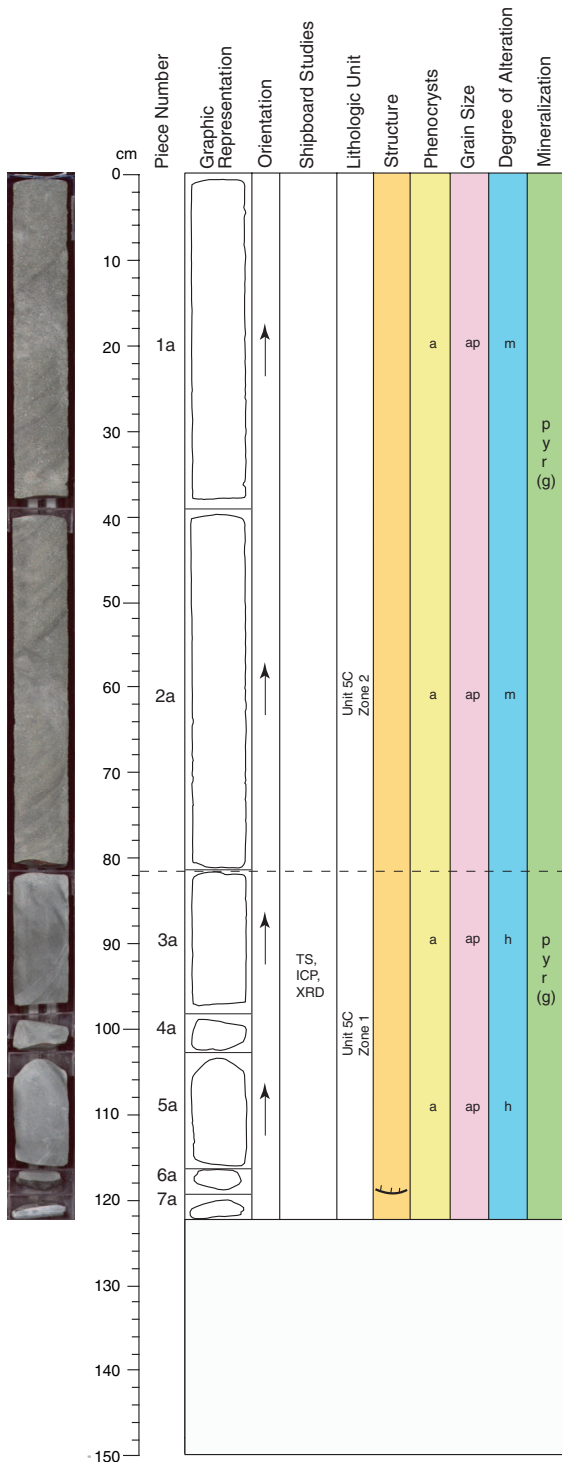 Piece Number
Graphic
Representation
Orientation
Shipboard Studies
Lithologic Unit
Structure
Phenocrysts
Grain Size
Degree of Alteration
Mineralization
cm
0
10
1a
20
a
ap
m
30
p
y
r
(g)
40
50
60
2a
Unit 5C
Zone 2
a
ap
m
70
80
90
3a
TS,
ICP,
XRD
a
ap
h
p
y
r
(g)
100
4a
Unit 5C
Zone 1
110
5a
a
ap
h
6a
120
7a
130
140
150